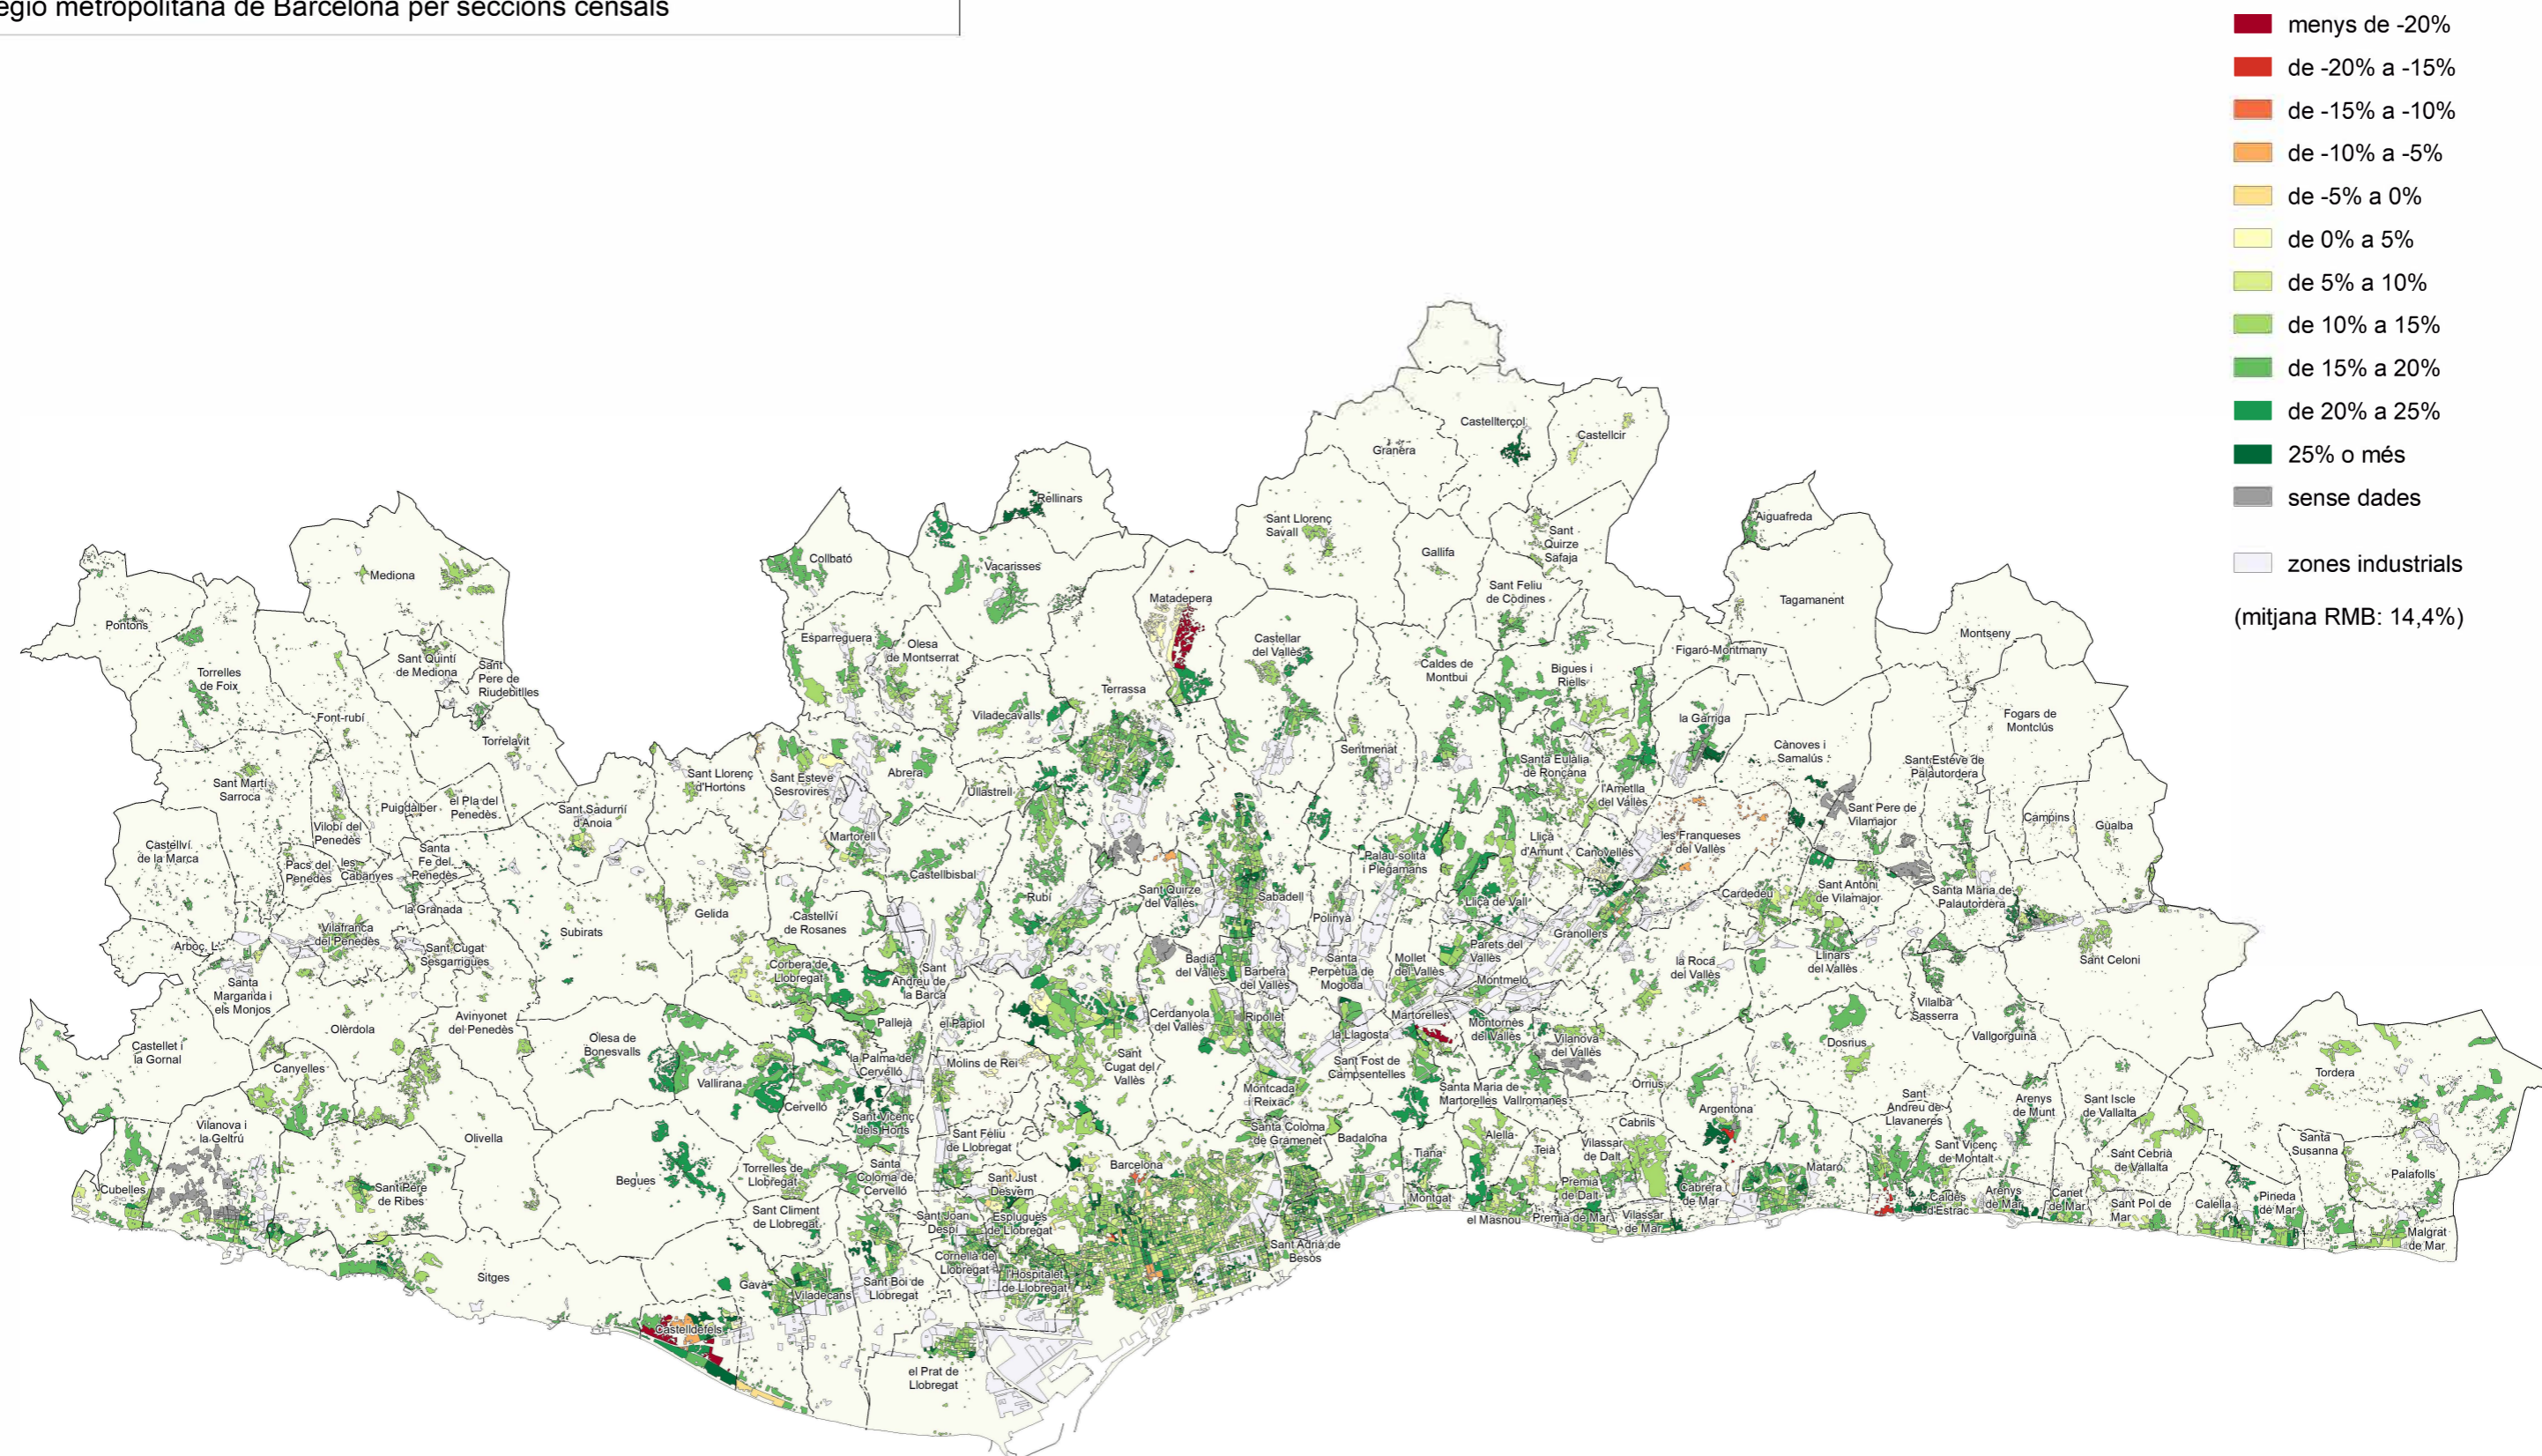 egió metropolitana de Barcelona per seccions censals
menys de -20%
de -20% a -15%
de -15% a -10%
de -10% a -5%
de -5% a 0%
de 0% a 5%
de 5% a 10%
de 10% a 15%
de 15% a 20%
de 20% a 25%
25% o més
sense dades
zones industrials
(mitjana RMB: 14,4%)
Castellterçol
Castellcir
Granera
Rellinars
Sant Llorenç
Savall
Sant
Quirze
Safaja
Aiguafreda
Gallifa
Collbató
Vacarisses
Mediona
Pontons
Matadepera
Sant Feliu
de Codines
Tagamanent
Montseny
Esparreguera
Olesa
de Montserrat
Castellar
del Vallès
Figaró-Montmany
Caldes de
Montbui
Bigues i
Riells
Sant Quintí
de Mediona
Sant
Pere de
Riudebitlles
Torrelles
de Foix
Terrassa
Viladecavalls
Font-rubí
la Garriga
Fogars de
Montclús
Torrelavit
Sentmenat
Cànoves i
Samalús
Santa Eulàlia
de Ronçana
Sant Esteve de
Palautordera
Sant Llorenç
d'Hortons
Sant Esteve
Sesrovires
Abrera
Ullastrell
Sant Martí
Sarroca
Puigdàlber
el Pla del
Penedès
Sant Sadurní
d'Anoia
l'Ametlla
del Vallès
Sant Pere de
Vilamajor
Campins
Gualba
Vilobí del
Penedès
Martorell
Lliçà
d'Amunt
Canovelles
les Franqueses
del Vallès
Castellví
de la Marca
Pacs del
Penedès
les
Cabanyes
Santa
Fe del
Penedès
Castellbisbal
Palau-solità
i Plegamans
Sant Quirze
del Vallès
Sabadell
Rubí
Cardedeu
Sant Antoni
de Vilamajor
Santa Maria de
Palautordera
Lliçà de Vall
la Granada
Gelida
Castellví
de Rosanes
Polinyà
Granollers
Subirats
Vilafranca
del Penedès
Arboç, L'
Sant Cugat
Sesgarrigues
Parets del
Vallès
Corbera de
Llobregat
Sant
Andreu de
la Barca
Badia
del Vallès
Barberà
del Vallès
Santa
Perpètua de
Mogoda
Mollet
del Vallès
Montmeló
la Roca
del Vallès
Llinars
del Vallès
Sant Celoni
Santa
Margarida i
els Monjos
Avinyonet
del Penedès
Olèrdola
Pallejà
el Papiol
Cerdanyola
del Vallès
Ripollet
Martorelles
Montornès
del Vallès
la Llagosta
Vilanova
del Vallès
Vilalba
Sasserra
Vallgorguina
Dosrius
Castellet i
la Gornal
Olesa de
Bonesvalls
Canyelles
Vallirana
la Palma de
Cervelló
Molins de Rei
Sant
Cugat del
Vallès
Sant Fost de
Campsentelles
Tordera
Montcada
i Reixac
Santa Maria de
Martorelles
Vallromanes
Òrrius
Cervelló
Sant Vicenç
dels Horts
Argentona
Sant
Andreu de
Llavaneres
Arenys
de Munt
Sant Iscle
de Vallalta
Vilanova i
la Geltrú
Olivella
Sant Feliu
de Llobregat
Santa Coloma
de Gramenet
Badalona
Alella
Cabrils
Tiana
Teià
Vilassar
de Dalt
Sant Vicenç
de Montalt
Sant Cebrià
de Vallalta
Santa
Susanna
Begues
Torrelles de
Llobregat
Santa
Coloma de
Cervelló
Sant Just
Desvern
Barcelona
Mataró
Palafolls
Cubelles
Sant Pere
de Ribes
Montgat
Premià
de Dalt
Cabrera
de Mar
Caldes
d'Estrac
Arenys
de Mar
Canet
de Mar
Sant Pol de
Mar
Calella
Pineda
de Mar
Sant Climent
de Llobregat
Sant Joan
Despí
Esplugues
de Llobregat
el Masnou
Premià de Mar
Vilassar
de Mar
Malgrat
de Mar
Sant Adrià de
Besòs
Cornellà de
Llobregat
l'Hospitalet
de Llobregat
Sitges
Gavà
Viladecans
Sant Boi de
Llobregat
Castelldefels
el Prat de
Llobregat